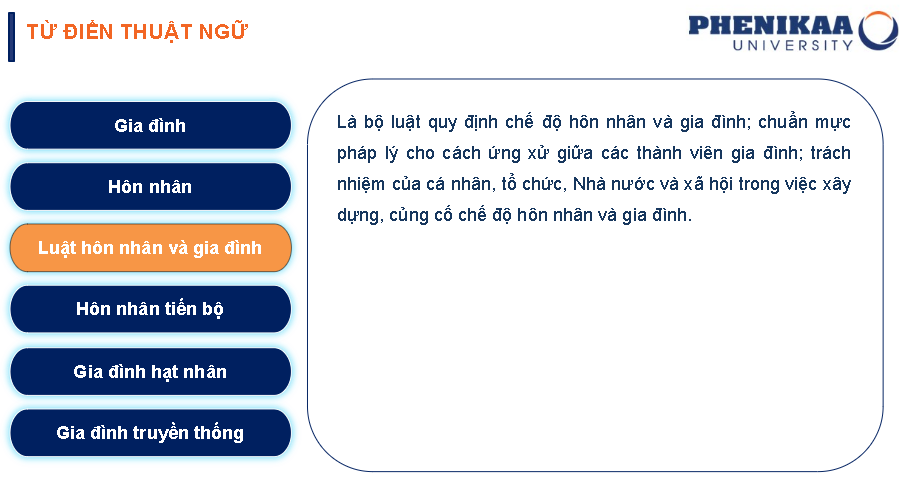 TỪ ĐIỂN THUẬT NGỮ
PHENIKAA
UNIVERSITY
Gia đình
Hôn nhân
Luật hôn nhân và gia đình
Hôn nhân tiến bộ
Gia đình hạt nhân
Gia đình truyền thống
Là bộ luật quy định chế độ hôn nhân và gia đình; chuẩn mực
pháp lý cho cách ứng xử giữa các thành viên gia đình; trách
nhiệm của cá nhân, tổ chức, Nhà nước và xã hội trong việc xây
dựng, củng cố chế độ hôn nhân và gia đình.